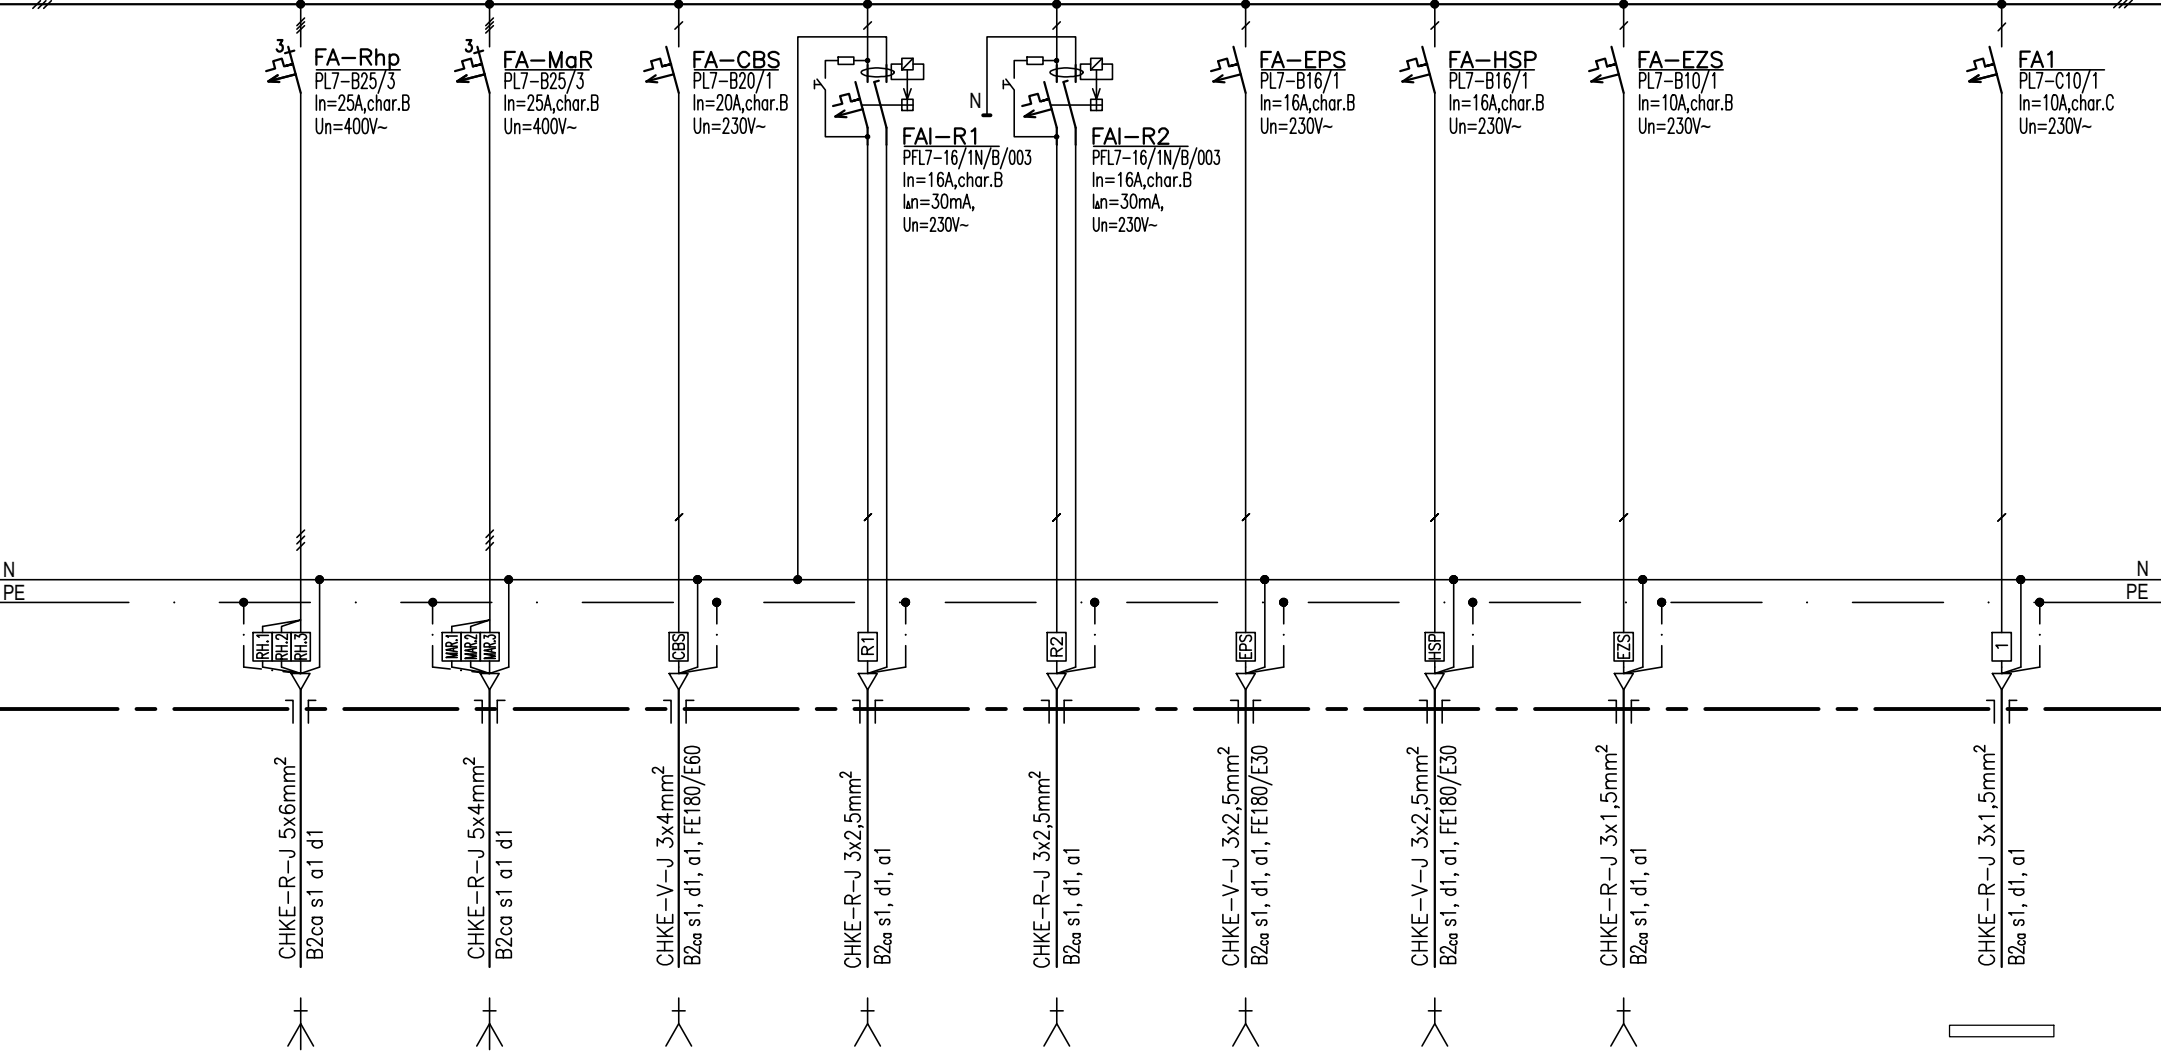 3
FA-Rhp
PL7-B25/3
In=25A,char.B
Un=400V~
3
FA-MaR
PL7-B25/3
In=25A,char.B
Un=400V~
FA-CBS
PL7-B20/1
In=20A,char.B
Un=230V~
FAI-R1
PFL7-16/1N/B/003
In=16A,char.B
IΔn=30mA,
Un=230V~
N
FAI-R2
PFL7-16/1N/B/003
In=16A,char.B
IΔn=30mA,
Un=230V~
FA-EPS
PL7-B16/1
In=16A,char.B
Un=230V~
FA-HSP
PL7-B16/1
In=16A,char.B
Un=230V~
FA-EZS
PL7-B10/1
In=10A,char.B
Un=230V~
FA1
PL7-C10/1
In=10A,char.C
Un=230V~
N
N
PE
PE
RH.1
RH.2
RH.3
MAR.1
MAR.2
MAR.3
CBS
R1
R2
EPS
HSP
EZS
1
CHKE-R-J 5x6mm²
B2ca s1 a1 d1
CHKE-R-J 5x4mm²
B2ca s1 a1 d1
CHKE-V-J 3x4mm²
B2ca s1, d1, a1, FE180/E60
CHKE-R-J 3x2,5mm²
B2ca s1, d1, a1
CHKE-R-J 3x2,5mm²
B2ca s1, d1, a1
CHKE-V-J 3x2,5mm²
B2ca s1, d1, a1, FE180/E30
CHKE-V-J 3x2,5mm²
B2ca s1, d1, a1, FE180/E30
CHKE-R-J 3x1,5mm²
B2ca s1, d1, a1
CHKE-R-J 3x1,5mm²
B2ca s1, d1, a1